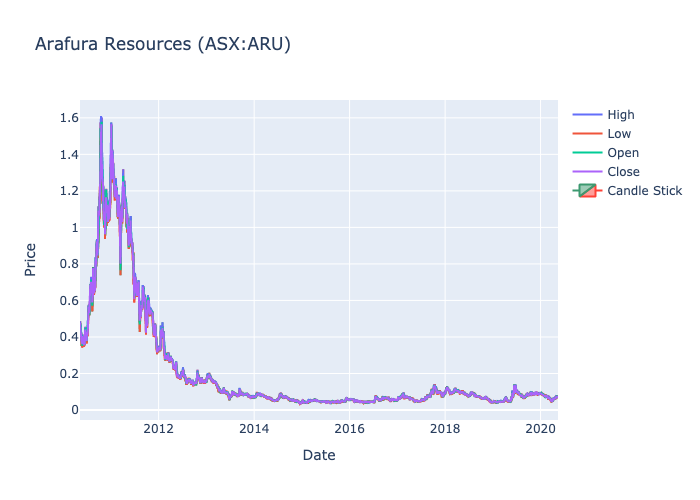 Arafura Resources (ASX:ARU)
1.6
1.4
1.2
1
0.8
0.6
0.4
0.2
0
Price
2012
2014
2016
2018
2020
Date
High
Low
Open
Close
Candle Stick